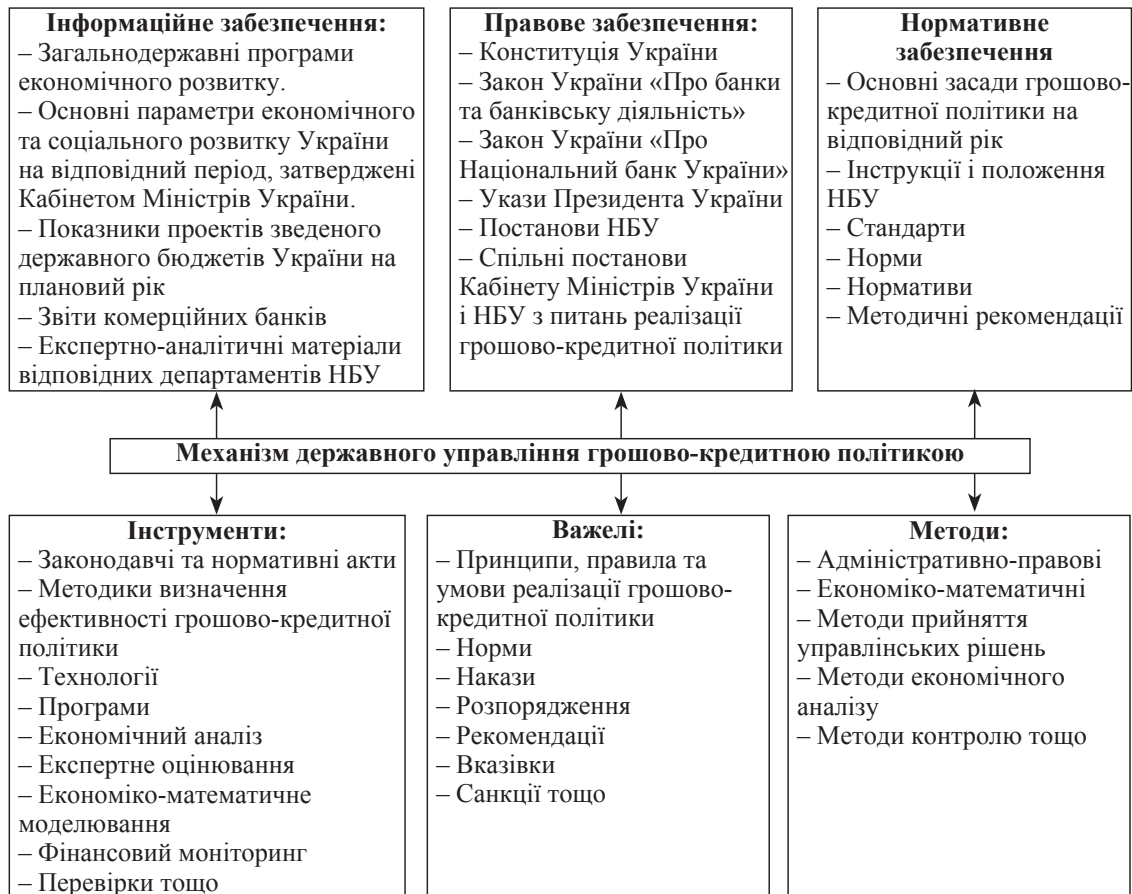 Інформаційне забезпечення:
– Загальнодержавні програми
економічного розвитку.
– Основні параметри економічного
та соціального розвитку України
на відповідний період, затверджені
Кабінетом Міністрів України.
– Показники проектів зведеного
державного бюджетів України на
плановий рік
– Звіти комерційних банків
– Експертно-аналітичні матеріали
відповідних департаментів НБУ
Правове забезпечення:
– Конституція України
– Закон України «Про банки
та банківську діяльність»
– Закон України «Про
Національний банк України»
– Укази Президента України
– Постанови НБУ
– Спільні постанови
Кабінету Міністрів України
і НБУ з питань реалізації
грошово-кредитної політики
Нормативне
забезпечення
– Основні засади грошово-
кредитної політики на
відповідний рік
– Інструкції і положення
НБУ
– Стандарти
– Норми
– Нормативи
– Методичні рекомендації
Механізм державного управління грошово-кредитною політикою
Інструменти:
– Законодавчі та нормативні акти
– Методики визначення
ефективності грошово-кредитної
політики
– Технології
– Програми
– Економічний аналіз
– Експертне оцінювання
– Економіко-математичне
моделювання
– Фінансовий моніторинг
– Перевірки тощо
Важелі:
– Принципи, правила та
умови реалізації грошово-
кредитної політики
– Норми
– Накази
– Розпорядження
– Рекомендації
– Вказівки
– Санкції тощо
Методи:
– Адміністративно-правові
– Економіко-математичні
– Методи прийняття
управлінських рішень
– Методи економічного
аналізу
– Методи контролю тощо